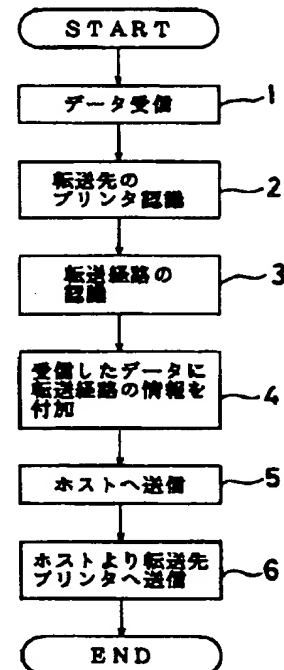 START
データ受信
1
転送先の
プリンタ認識
2
転送経路の
認識
3
受信したデータに
転送経路の情報を
付加
4
ホストへ送信
5
ホストより転送先
プリンタへ送信
6
END